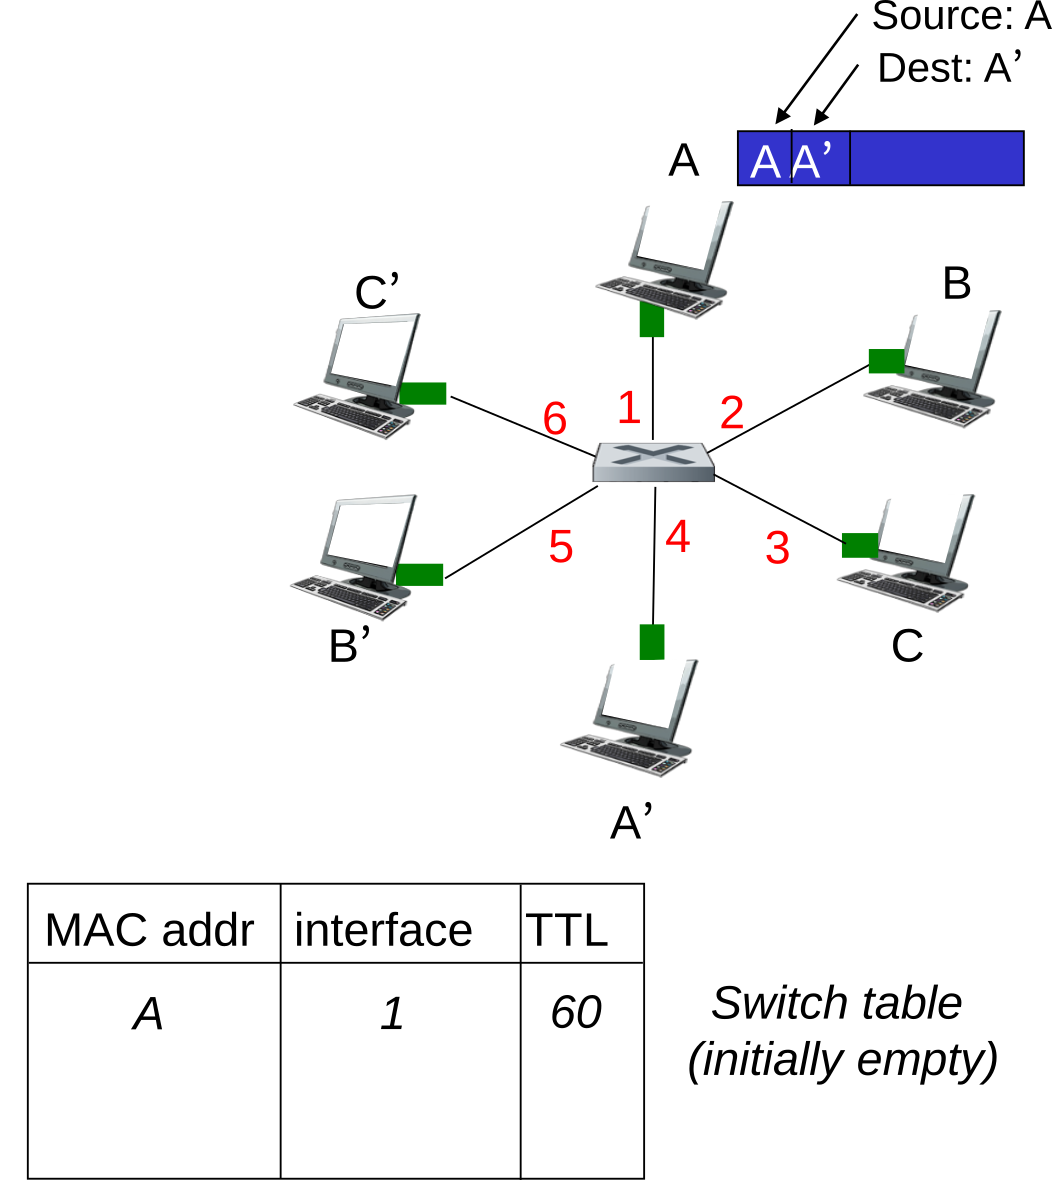 Source: A
Dest: A’
A A’
A
C’
B
6
1
2
5
4
3
B’
C
A’
MAC addr interface TTL
A 1 60
Switch table
(initially empty)